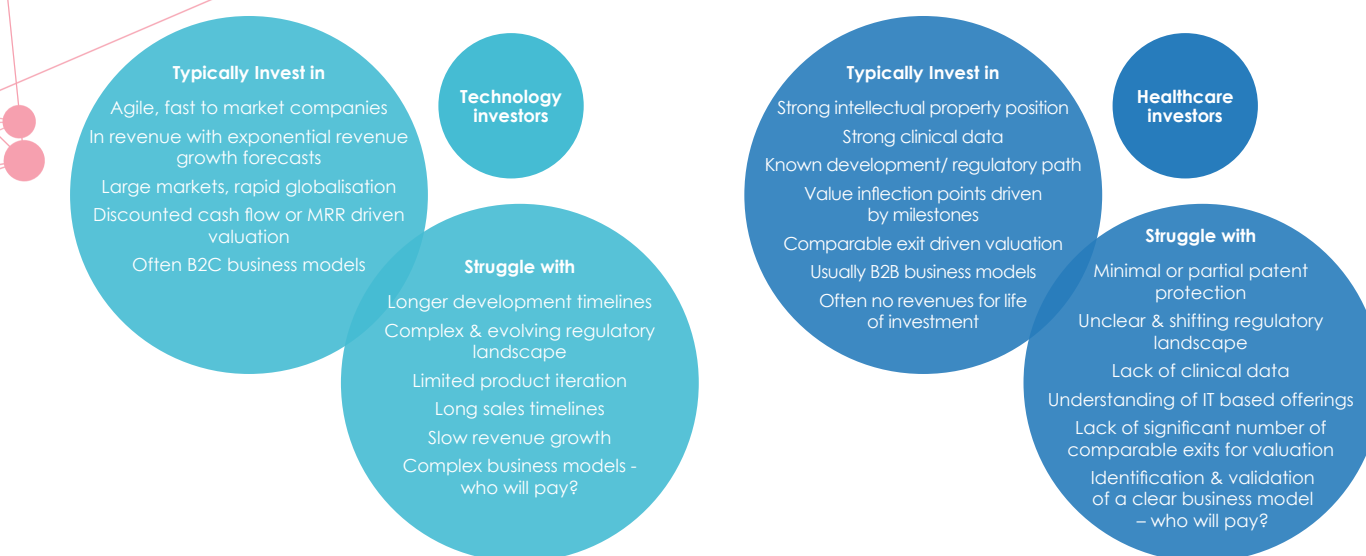 Typically Invest in
Agile, fast to market companies
In revenue with exponential revenue
growth forecasts
Large markets, rapid globalisation
Discounted cash flow or MRR driven
valuation
Often B2C business models
Technology
investors
Struggle with
Longer development timelines
Complex & evolving regulatory
landscape
Limited product iteration
Long sales timelines
Slow revenue growth
Complex business models -
who will pay?
Typically Invest in
Strong intellectual property position
Strong clinical data
Known development/ regulatory path
Value inflection points driven
by milestones
Comparable exit driven valuation
Usually B2B business models
Often no revenues for life
of investment
Healthcare
investors
Struggle with
Minimal or partial patent
protection
Unclear & shifting regulatory
landscape
Lack of clinical data
Understanding of IT based offerings
Lack of significant number of
comparable exits for valuation
Identification & validation
of a clear business model
– who will pay?